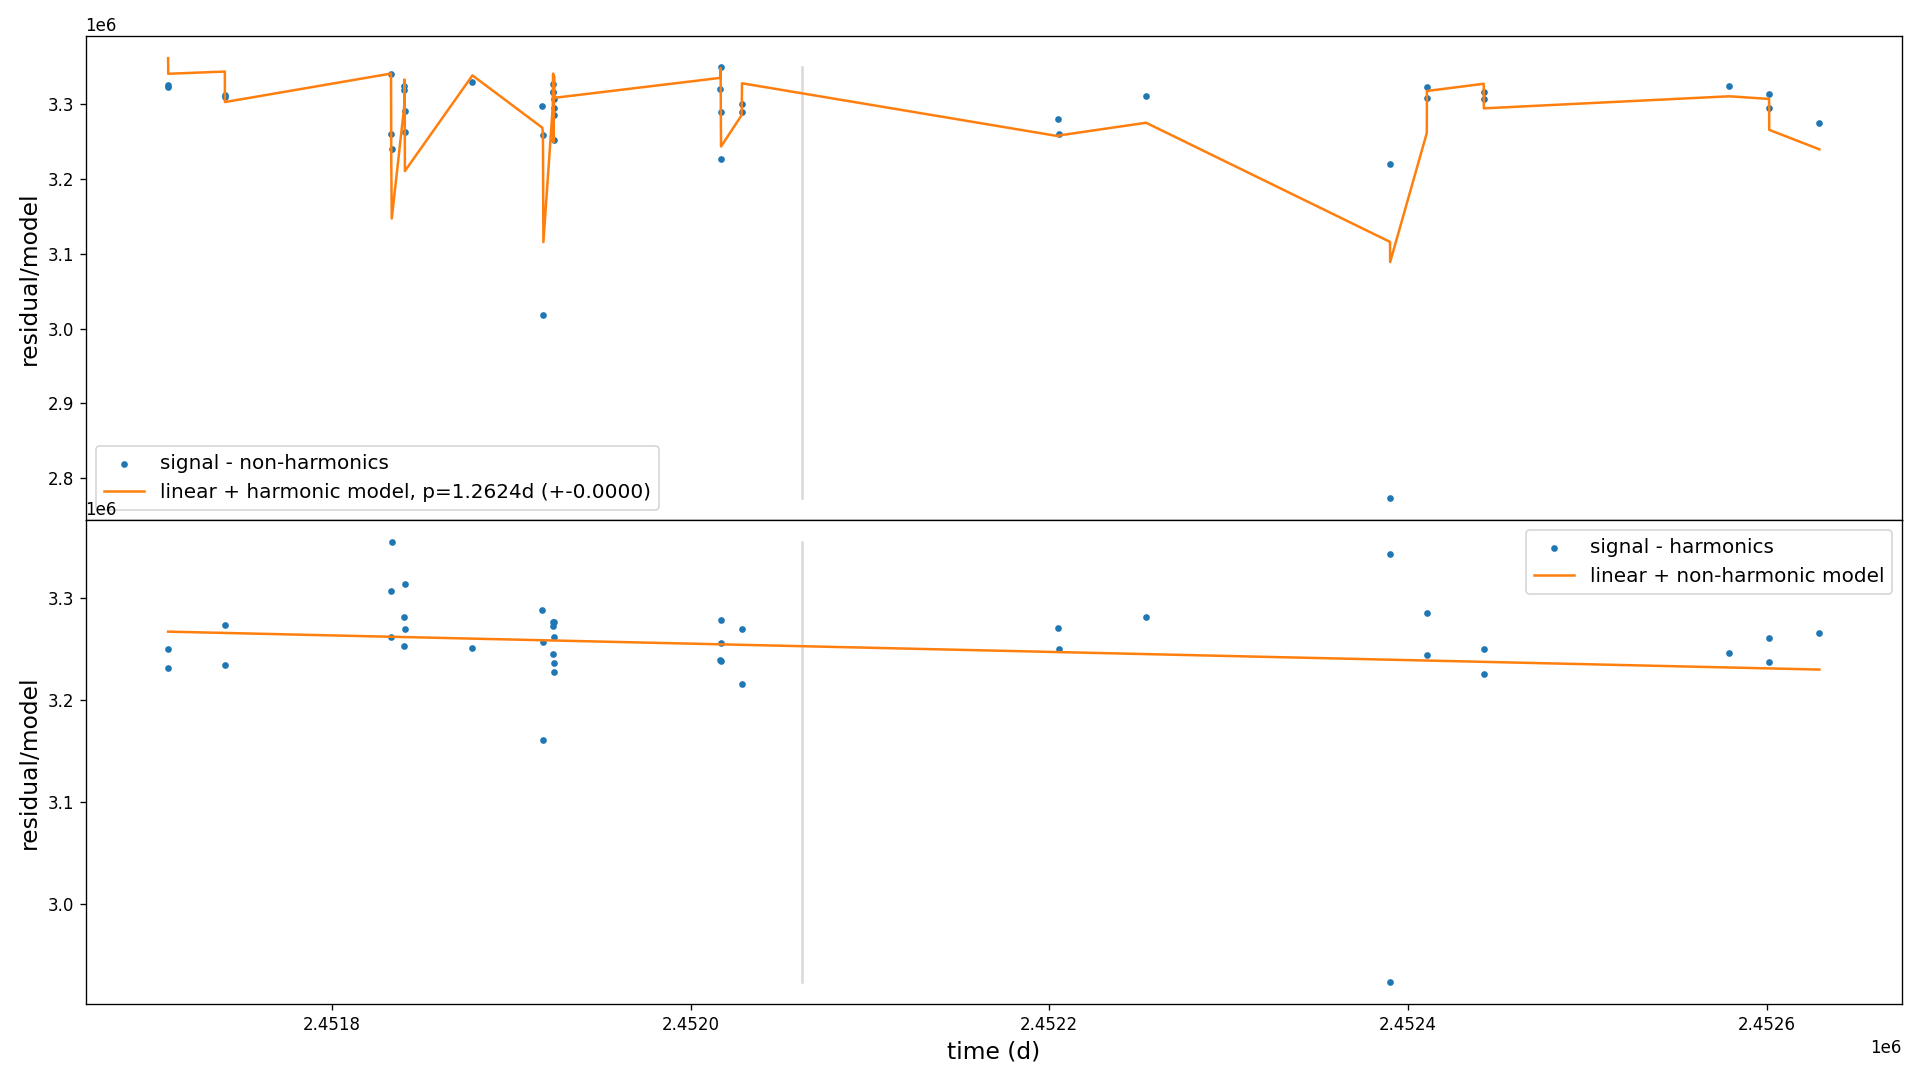 1e6
residual/model
3.3
3.2
3.1
3.0
2.9
2.8
signal - non-harmonics
linear + harmonic model, p=1.2624d (+-0.0000)
1e6
residual/model
3.3
3.2
3.1
3.0
signal - harmonics
linear + non-harmonic model
2.4518
2.4520
2.4522
2.4524
2.4526
time (d)
1e6